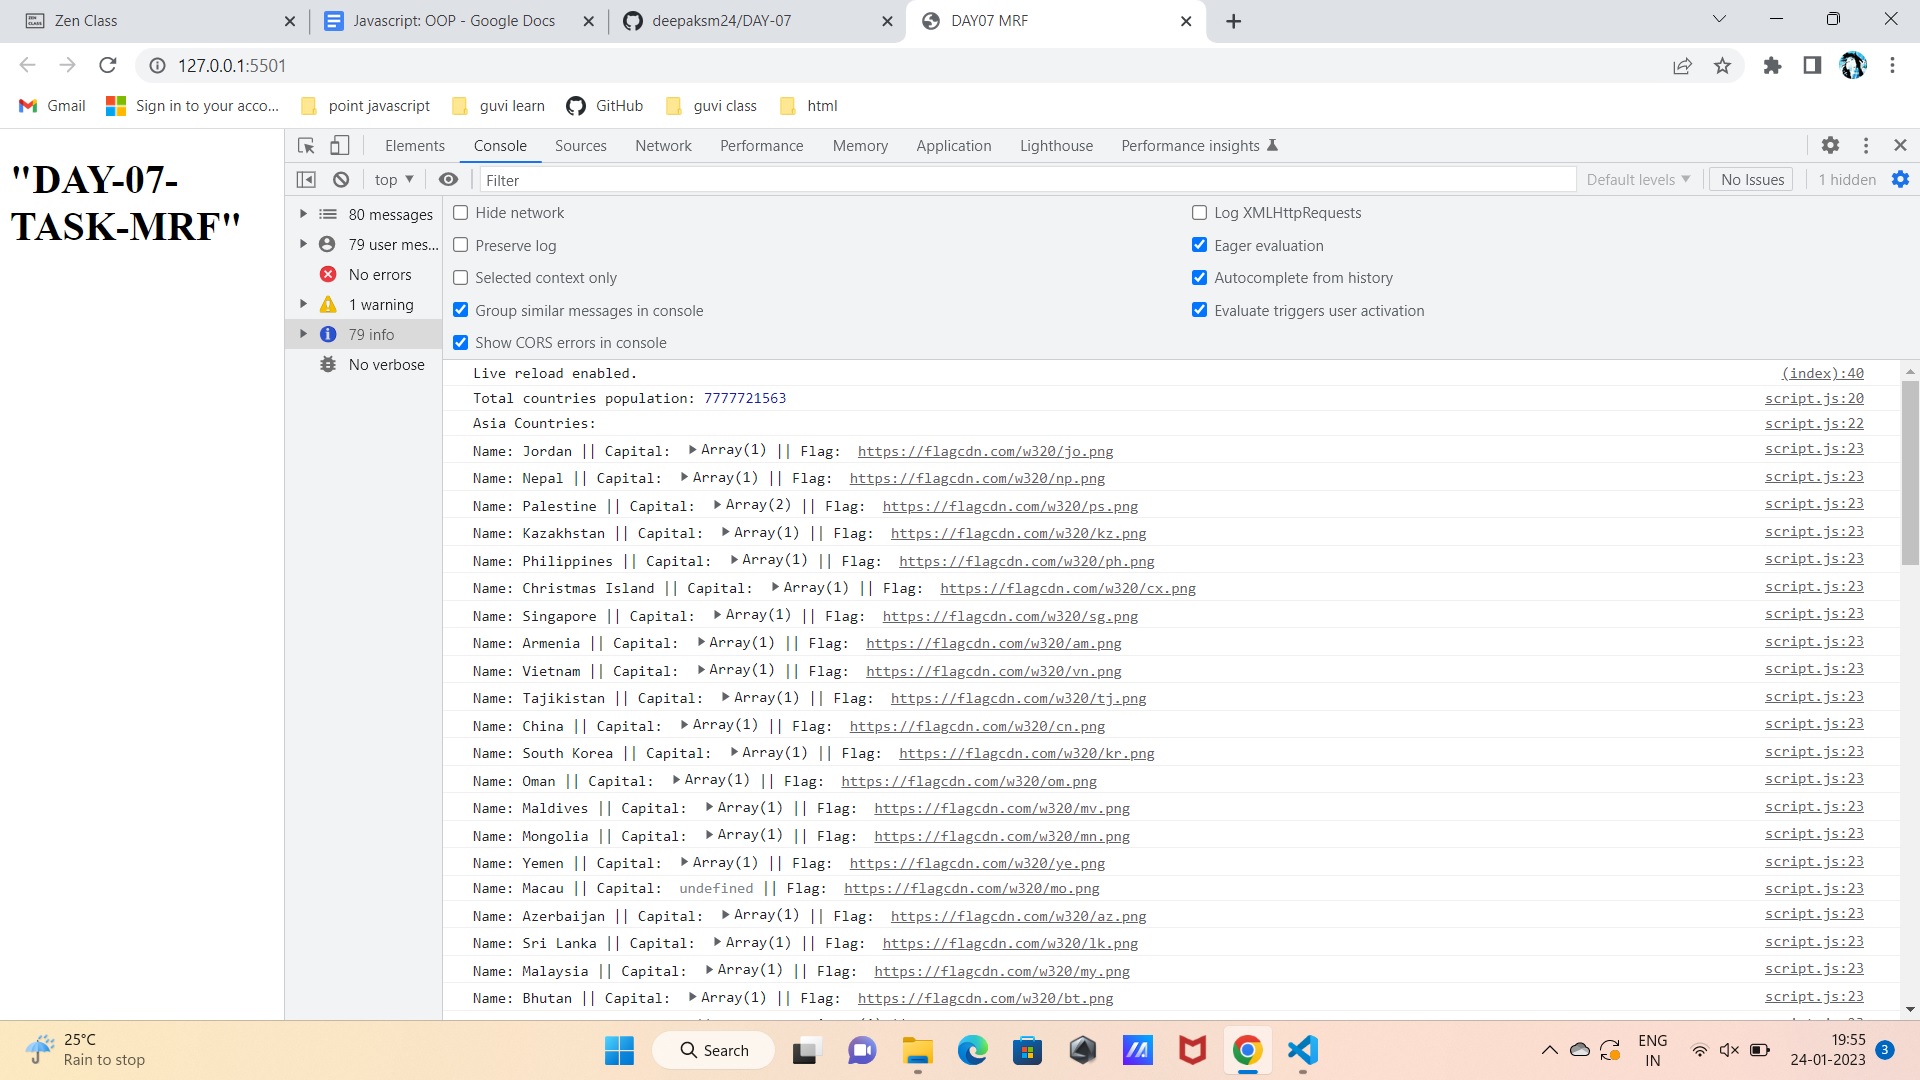 Zen Class
Javascript: OOP - Google Docs
deepaksm24/DAY-07
DAY07 MRF
127.0.0.1:5501
Gmail
Sign in to your acco...
point javascript
guvi learn
GitHub
guvi class
html
"DAY-07-
TASK-MRF"
Elements Console Sources Network Performance Memory Application Lighthouse Performance insights
top
Filter
Default levels
No Issues
1 hidden
80 messages
79 user mes...
No errors
1 warning
79 info
No verbose
Hide network
Log XMLHttpRequests
Preserve log
Eager evaluation
Selected context only
Autocomplete from history
Group similar messages in console
Evaluate triggers user activation
Show CORS errors in console
Live reload enabled. (index):40
Total countries population: 7777721563 script.js:20
Asia Countries: script.js:22
Name: Jordan || Capital: Array(1) || Flag: https://flagcdn.com/w320/jo.png script.js:23
Name: Nepal || Capital: Array(1) || Flag: https://flagcdn.com/w320/np.png script.js:23
Name: Palestine || Capital: Array(2) || Flag: https://flagcdn.com/w320/ps.png script.js:23
Name: Kazakhstan || Capital: Array(1) || Flag: https://flagcdn.com/w320/kz.png script.js:23
Name: Philippines || Capital: Array(1) || Flag: https://flagcdn.com/w320/ph.png script.js:23
Name: Christmas Island || Capital: Array(1) || Flag: https://flagcdn.com/w320/cx.png script.js:23
Name: Singapore || Capital: Array(1) || Flag: https://flagcdn.com/w320/sg.png script.js:23
Name: Armenia || Capital: Array(1) || Flag: https://flagcdn.com/w320/am.png script.js:23
Name: Vietnam || Capital: Array(1) || Flag: https://flagcdn.com/w320/vn.png script.js:23
Name: Tajikistan || Capital: Array(1) || Flag: https://flagcdn.com/w320/tj.png script.js:23
Name: China || Capital: Array(1) || Flag: https://flagcdn.com/w320/cn.png script.js:23
Name: South Korea || Capital: Array(1) || Flag: https://flagcdn.com/w320/kr.png script.js:23
Name: Oman || Capital: Array(1) || Flag: https://flagcdn.com/w320/om.png script.js:23
Name: Maldives || Capital: Array(1) || Flag: https://flagcdn.com/w320/mv.png script.js:23
Name: Mongolia || Capital: Array(1) || Flag: https://flagcdn.com/w320/mn.png script.js:23
Name: Yemen || Capital: Array(1) || Flag: https://flagcdn.com/w320/ye.png script.js:23
Name: Macau || Capital: undefined || Flag: https://flagcdn.com/w320/mo.png script.js:23
Name: Azerbaijan || Capital: Array(1) || Flag: https://flagcdn.com/w320/az.png script.js:23
Name: Sri Lanka || Capital: Array(1) || Flag: https://flagcdn.com/w320/lk.png script.js:23
Name: Malaysia || Capital: Array(1) || Flag: https://flagcdn.com/w320/my.png script.js:23
Name: Bhutan || Capital: Array(1) || Flag: https://flagcdn.com/w320/bt.png script.js:23
25°C
Rain to stop
Search
ENG
IN
19:55
24-01-2023
3